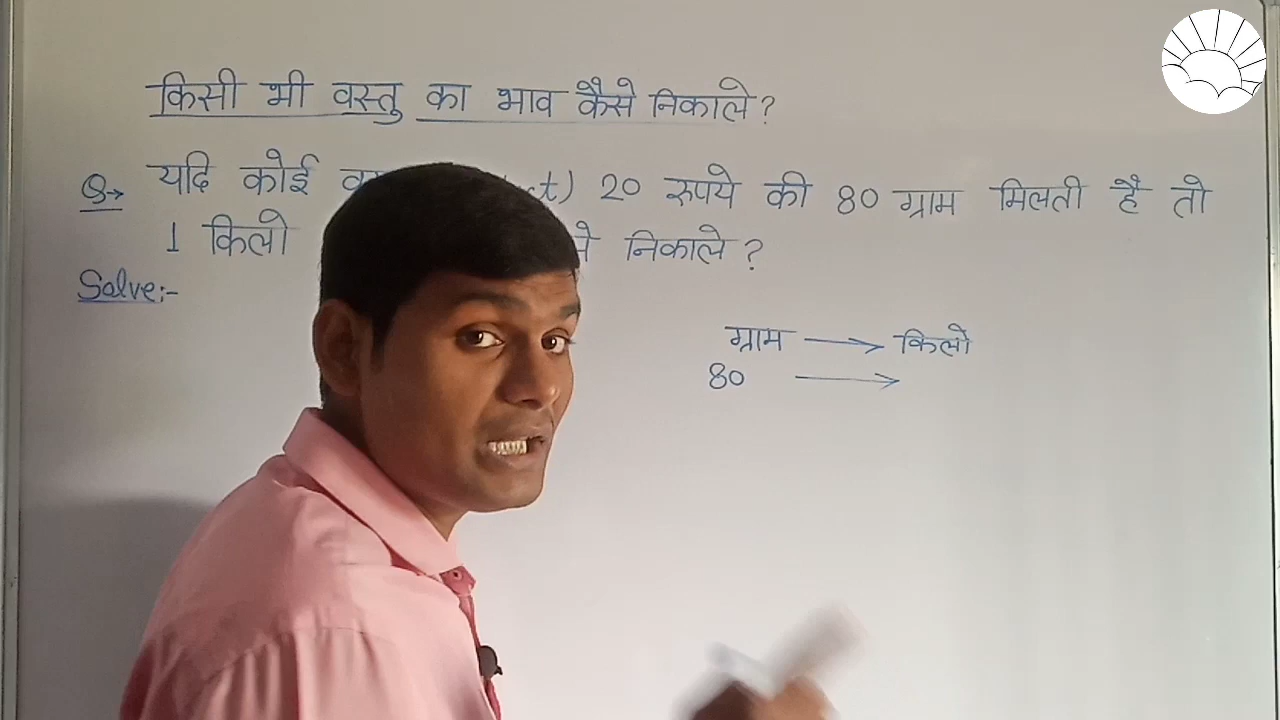 किसी भी वस्तु का भाव कैसे निकाले ?
Q→ यदि कोई 20 रुपये की 80 ग्राम मिलती है तो
1 किलो निकाले ?
Solve:-
ग्राम → किलो
80 →